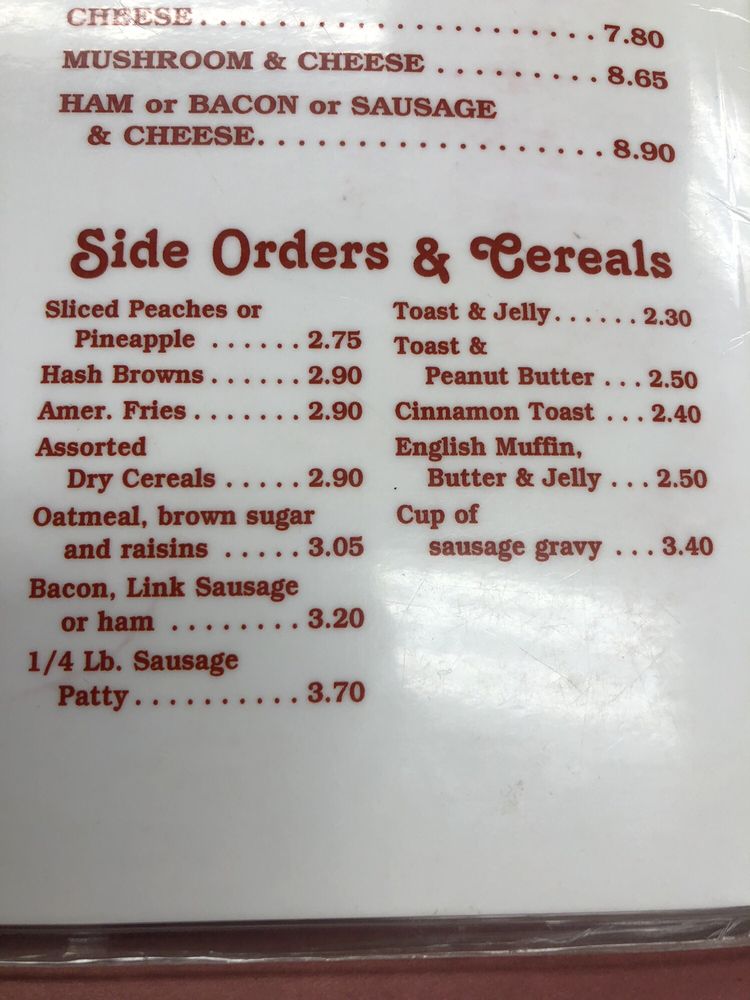 CHEESE.................... 7.80
MUSHROOM & CHEESE ......... 8.65
HAM or BACON or SAUSAGE
& CHEESE................... 8.90
Side Orders & Cereals
Sliced Peaches or
Pineapple ...... 2.75
Hash Browns...... 2.90
Amer. Fries....... 2.90
Assorted
Dry Cereals ..... 2.90
Oatmeal, brown sugar
and raisins ..... 3.05
Bacon, Link Sausage
or ham ........ 3.20
1/4 Lb. Sausage
Patty.......... 3.70
Toast & Jelly...... 2.30
Toast &
Peanut Butter ... 2.50
Cinnamon Toast ... 2.40
English Muffin,
Butter & Jelly ... 2.50
Cup of
sausage gravy ... 3.40